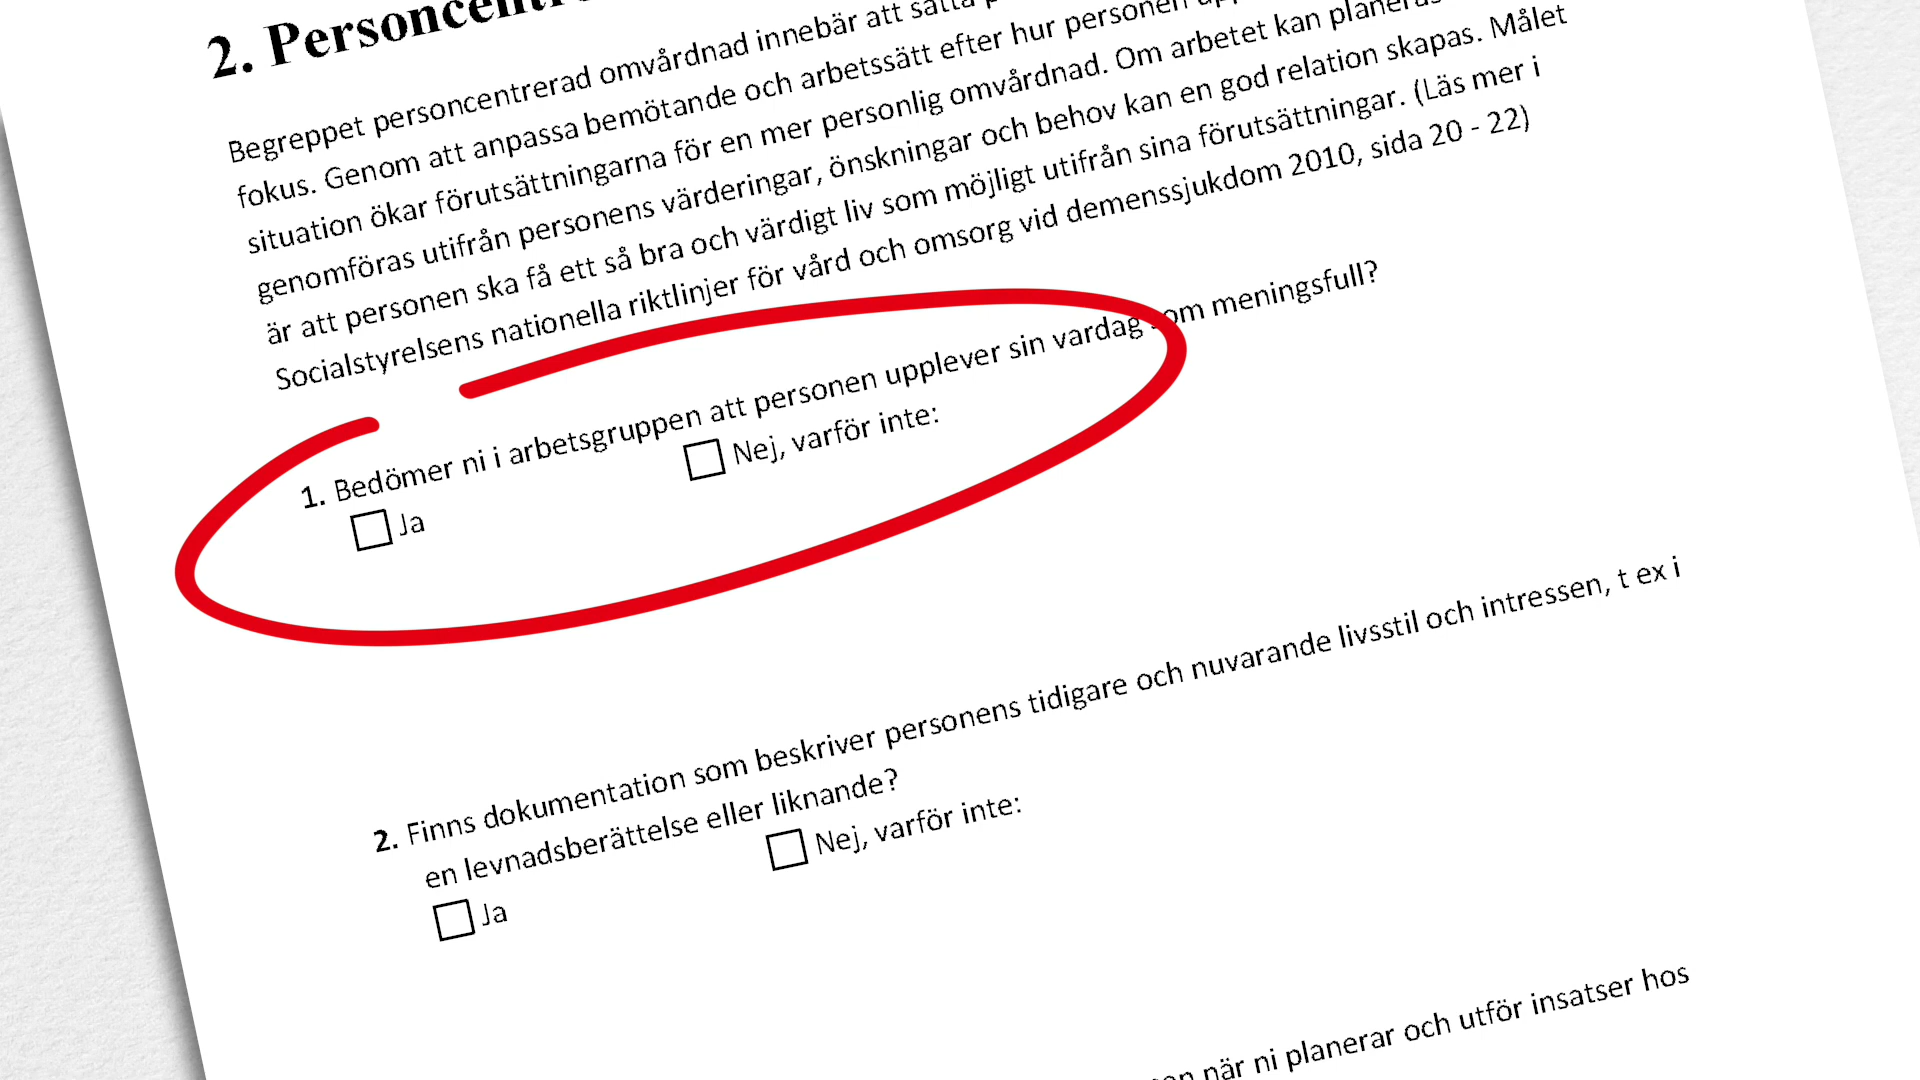 2.
Begreppet personcentrerad omvårdnad innebär att sätta
fokus. Genom att anpassa bemötande och arbetssätt efter hur personen
situation ökar förutsättningarna för en mer personlig omvårdnad. Om arbetet kan
genomföras utifrån personens värderingar, önskningar och behov kan en god relation skapas. Målet
är att personen ska få ett så bra och värdigt liv som möjligt utifrån sina förutsättningar. (Läs mer i
Socialstyrelsens nationella riktlinjer för vård och omsorg vid demenssjukdom 2010, sida 20 - 22)
1. Bedömer ni i arbetsgruppen att personen upplever sin vardag som meningsfull?
Ja Nej, varför inte:
2. Finns dokumentation som beskriver personens tidigare och nuvarande livsstil och intressen, t ex i
en levnadsberättelse eller liknande?
Ja Nej, varför inte:
när ni planerar och utför insatser hos